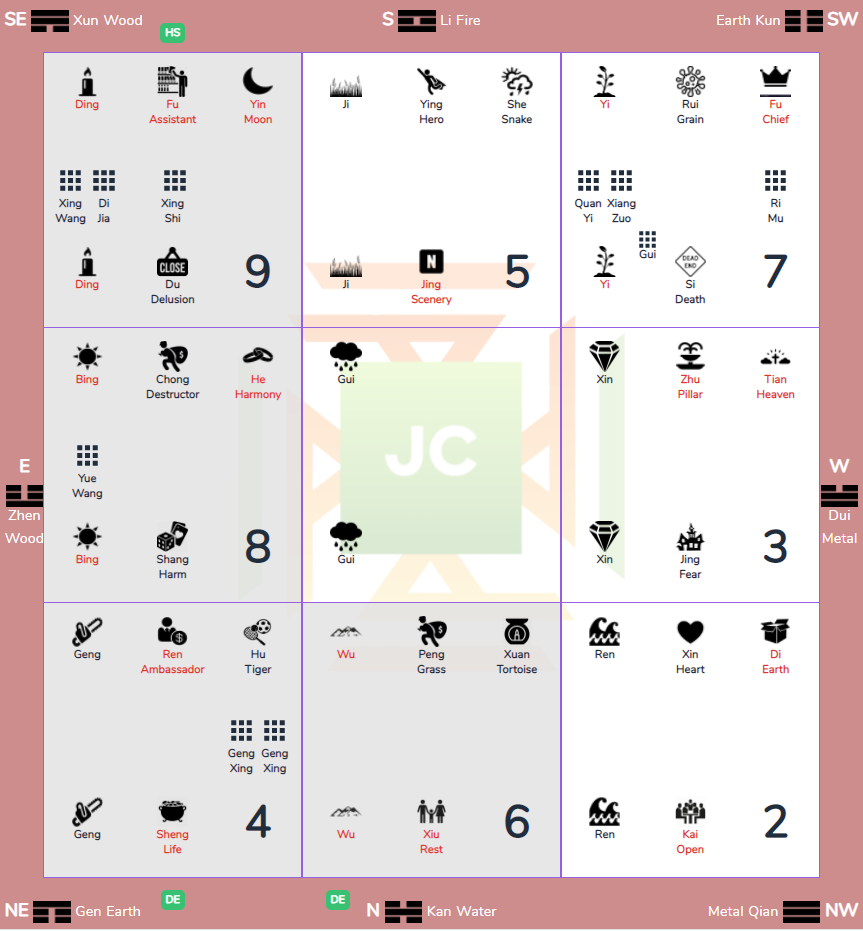 SE Xun Wood
HS
S Li Fire
Earth Kun SW
Ding Fu Yin
Assistant Moon
Ji Ying She
Hero Snake
Yi Rui Fu
Grain Chief
Xing Di Xing
Wang Jia Shi
Quan Xiang Ri
Yi Zuo Mu
Ding CLOSE Du 9
Delusion
Ji N Jing 5
Scenery
Yi Gui DEAD END Si 7
Death
Bing Chong He
Destructor Harmony
Gui
Xin Zhu Tian
Pillar Heaven
JC
E
Zhen
Wood
W
Dui
Metal
Yue
Wang
Bing Shang 8
Harm
Gui
Xin Jing 3
Fear
Geng Ren Hu
Ambassador Tiger
Wu Peng Xuan
Grass Tortoise
A
Ren Xin Di
Heart Earth
Geng Geng
Xing Xing
Geng Sheng 4
Life
Wu Xiu 6
Rest
Ren Kai 2
Open
NE Gen Earth
DE
DE
N Kan Water
Metal Qian NW